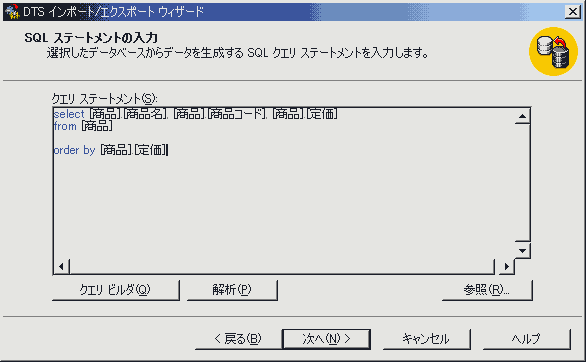 DTS インポート/エクスポート ウィザード
SQL ステートメントの入力
選択したデータベースからデータを生成する SQL クエリ ステートメントを入力します。
クエリ ステートメント(S):
select [商品].[商品名], [商品].[商品コード], [商品].[定価]
from [商品]
order by [商品].[定価]
クエリ ビルダ(Q) 解析(P) 参照(R)...
< 戻る(B) 次へ(N) > キャンセル ヘルプ